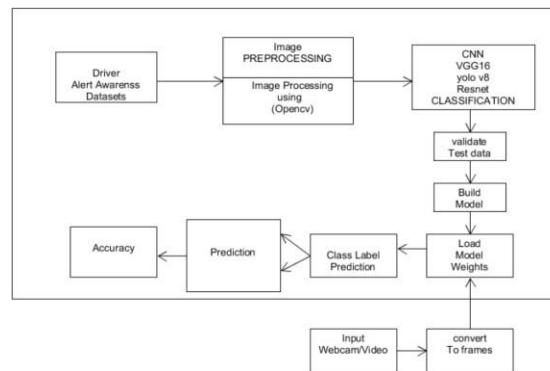 Driver
Alert Awarenss
Datasets
Image
PREPROCESSING
Image Processing
using
(Opencv)
CNN
VGG16
yolo v8
Resnet
CLASSIFICATION
validate
Test data
Build
Model
Load
Model
Weights
Class Label
Prediction
Prediction
Accuracy
Input
Webcam/Video
convert
To frames